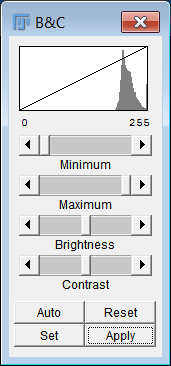 B&C
0 255
Minimum
Maximum
Brightness
Contrast
Auto Reset
Set Apply